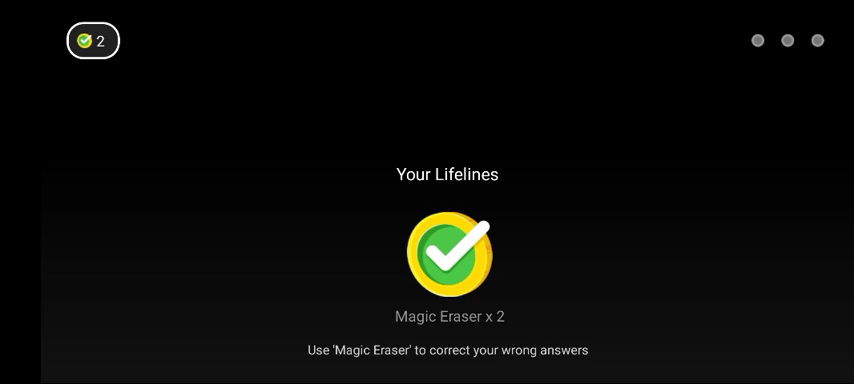 2
Your Lifelines
Magic Eraser x 2
Use 'Magic Eraser' to correct your wrong answers